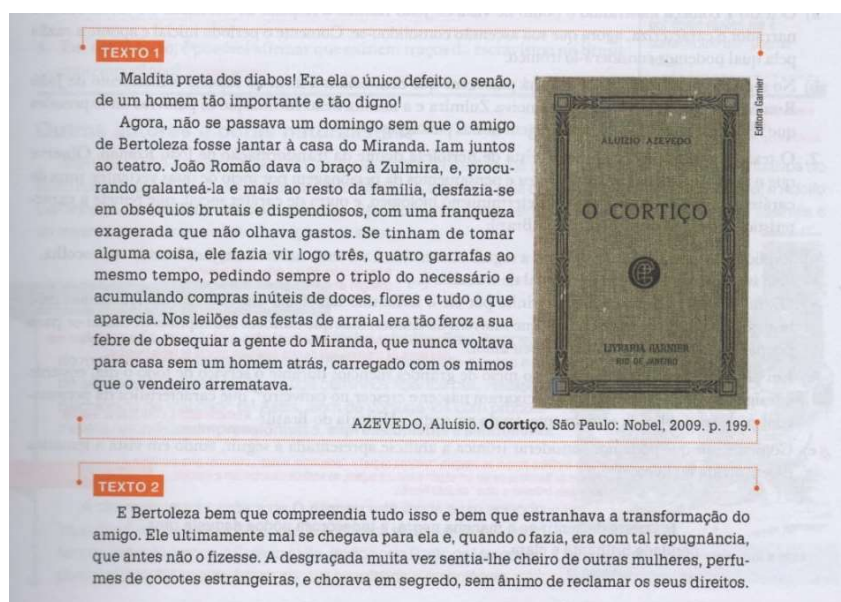 TEXTO 1
Maldita preta dos diabos! Era ela o único defeito, o senão,
de um homem tão importante e tão digno!
Agora, não se passava um domingo sem que o amigo
de Bertoleza fosse jantar à casa do Miranda. Iam juntos
ao teatro. João Romão dava o braço à Zulmira, e, procu-
rando galanteá-la e mais ao resto da família, desfazia-se
em obséquios brutais e dispendiosos, com uma franqueza
exagerada que não olhava gastos. Se tinham de tomar
alguma coisa, ele fazia vir logo três, quatro garrafas ao
mesmo tempo, pedindo sempre o triplo do necessário e
acumulando compras inúteis de doces, flores e tudo o que
aparecia. Nos leilões das festas de arraial era tão feroz a sua
febre de obsequiar a gente do Miranda, que nunca voltava
para casa sem um homem atrás, carregado com os mimos
que o vendeiro arrematava.
ALUIZIO AZEVEDO
O CORTIÇO
LIVRARIA GARNIER
RIO DE JANEIRO
Editora Garnier
AZEVEDO, Aluísio. O cortiço. São Paulo: Nobel, 2009. p. 199.
TEXTO 2
E Bertoleza bem que compreendia tudo isso e bem que estranhava a transformação do
amigo. Ele ultimamente mal se chegava para ela e, quando o fazia, era com tal repugnância,
que antes não o fizesse. A desgraçada muita vez sentia-lhe cheiro de outras mulheres, perfu-
mes de cocotes estrangeiras, e chorava em segredo, sem ânimo de reclamar os seus direitos.